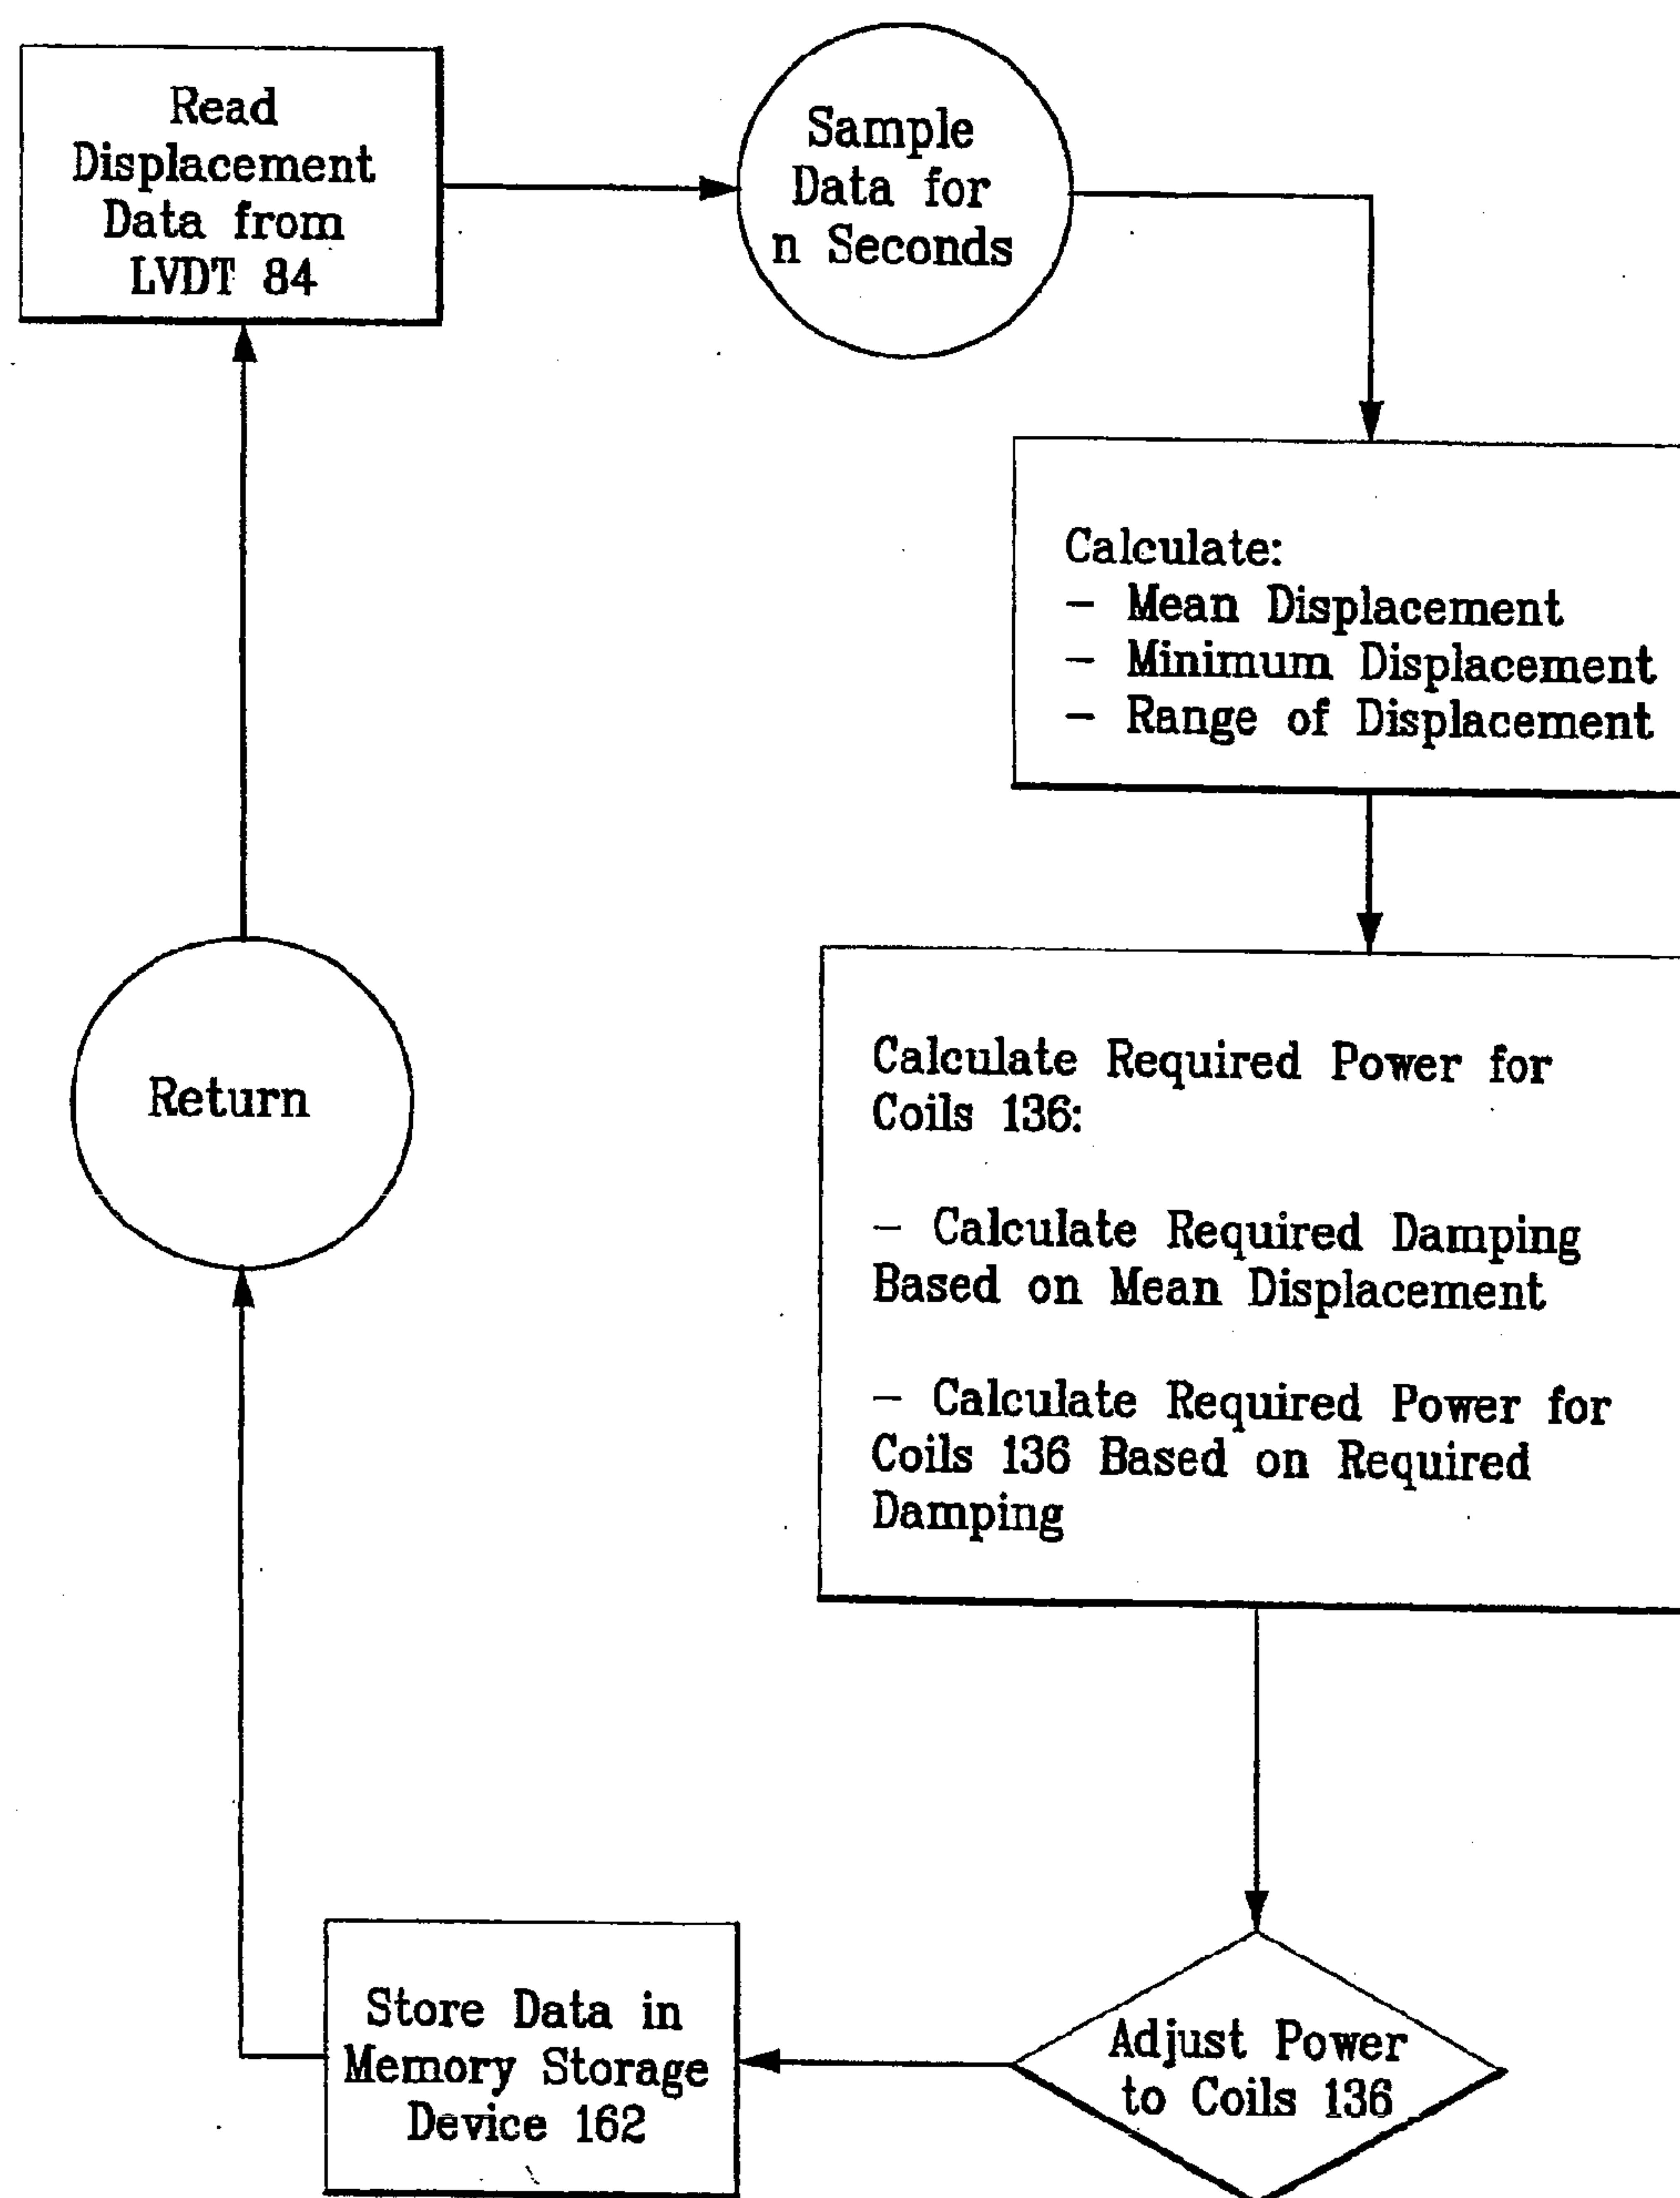 Read
Displacement
Data from
LVDT 84
Sample
Data for
n Seconds
Calculate:
- Mean Displacement
- Minimum Displacement
- Range of Displacement
Calculate Required Power for
Coils 136:
- Calculate Required Damping
Based on Mean Displacement
- Calculate Required Power for
Coils 136 Based on Required
Damping
Adjust Power
to Coils 136
Store Data in
Memory Storage
Device 162
Return